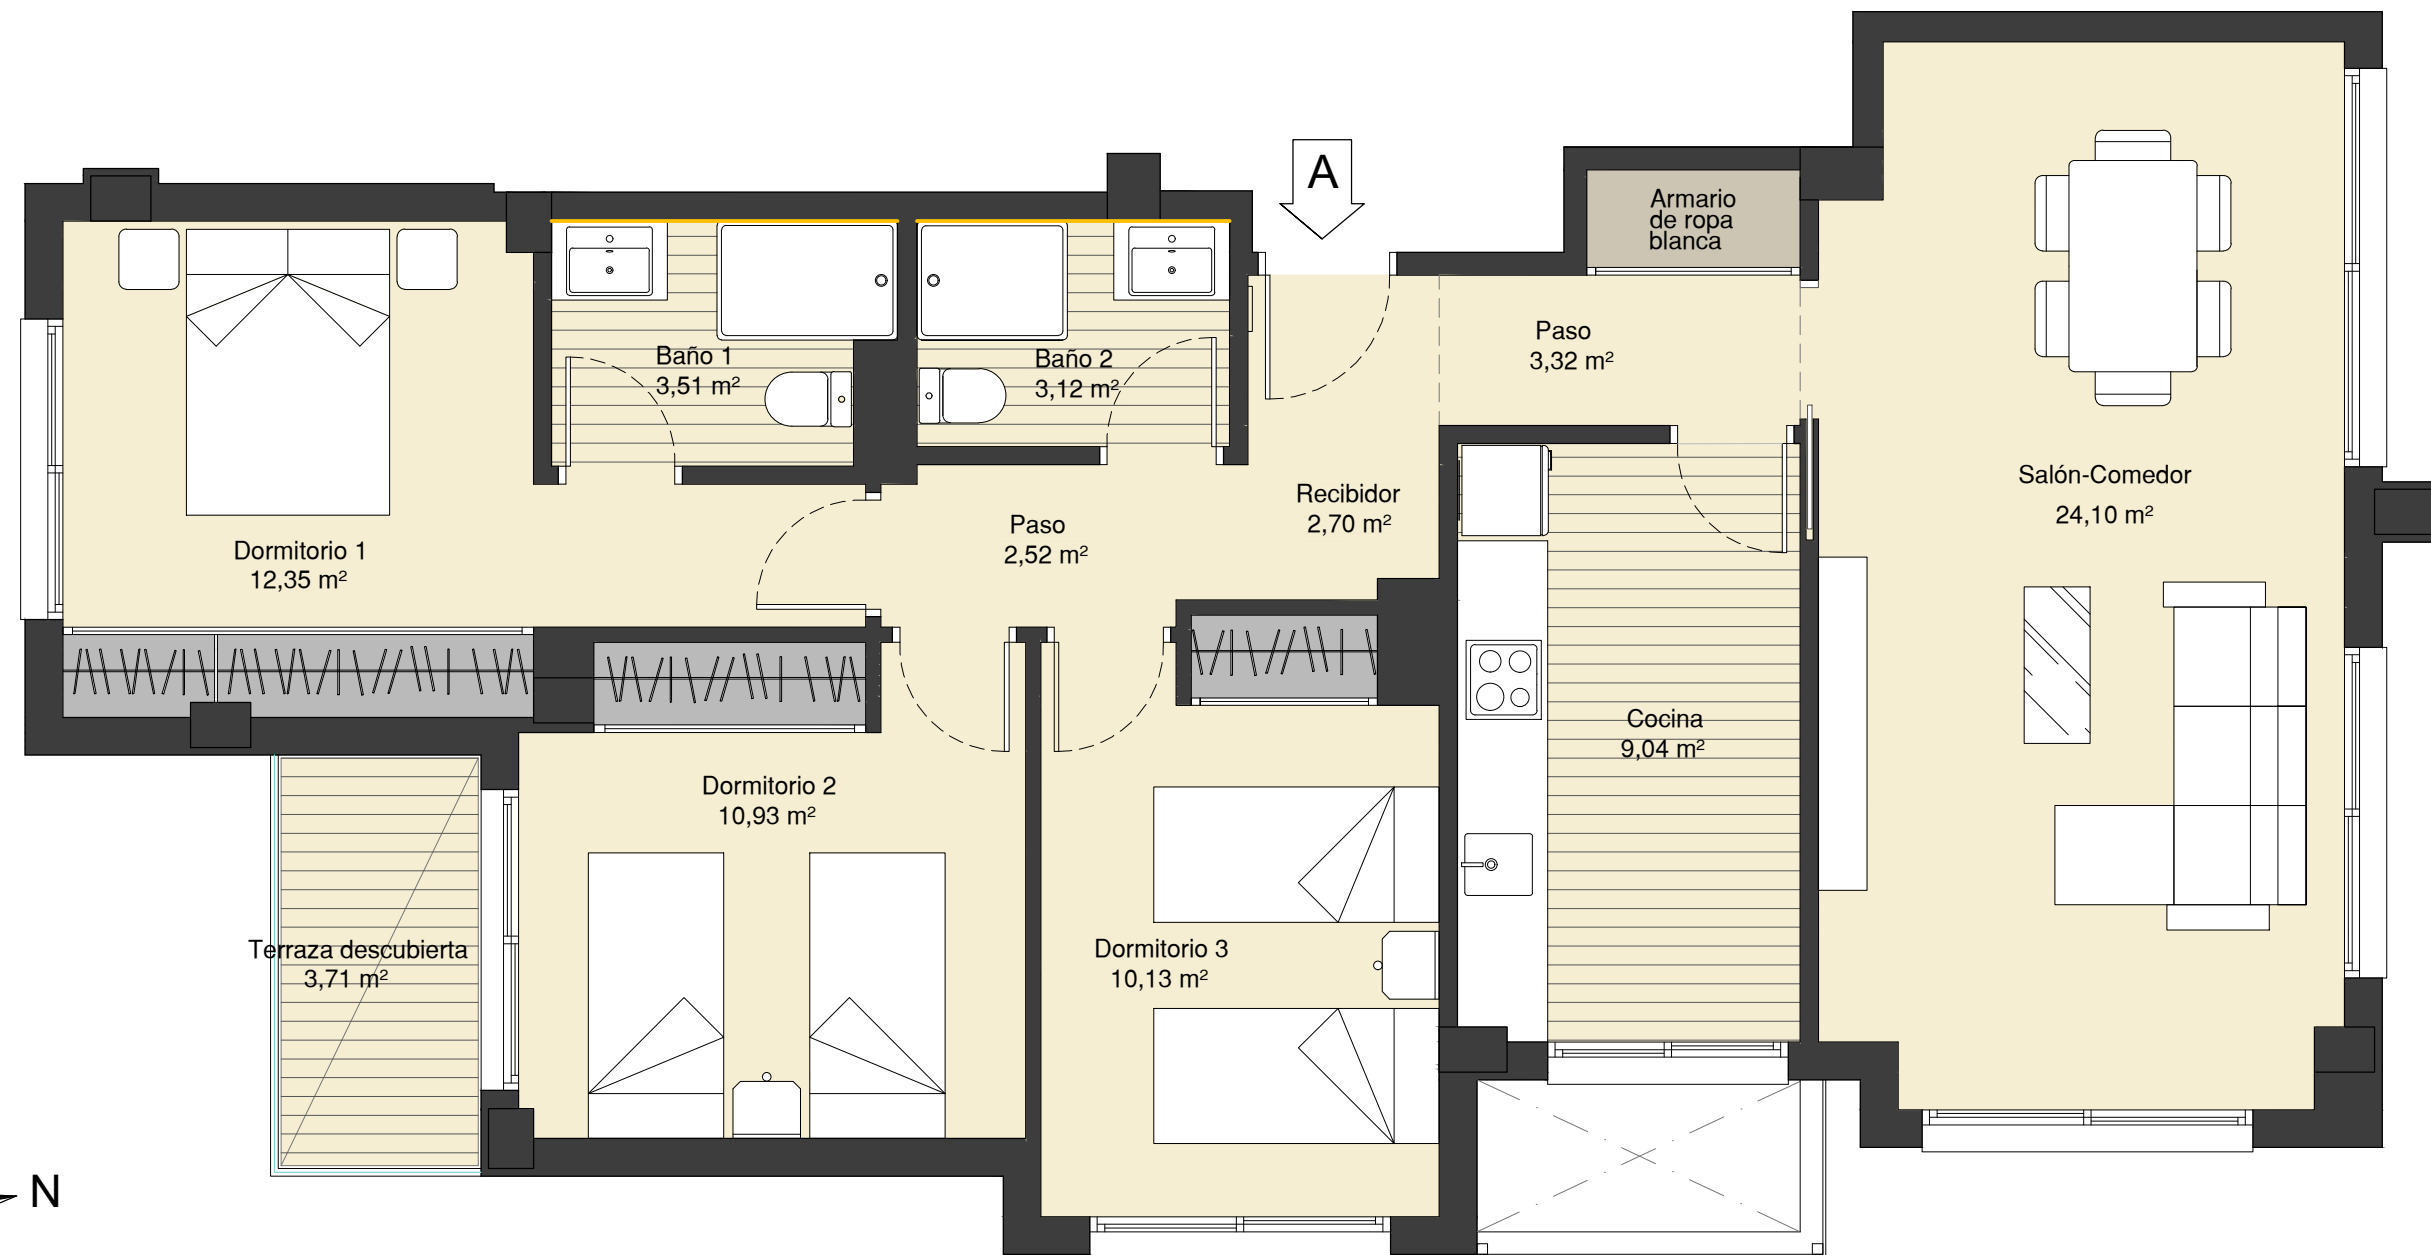 A
Armario
de ropa
blanca
Baño 1
3,51 m²
Baño 2
3,12 m²
Paso
3,32 m²
Salón-Comedor
24,10 m²
Recibidor
2,70 m²
Paso
2,52 m²
Dormitorio 1
12,35 m²
Cocina
9,04 m²
Dormitorio 2
10,93 m²
Terraza descubierta
3,71 m²
Dormitorio 3
10,13 m²
N